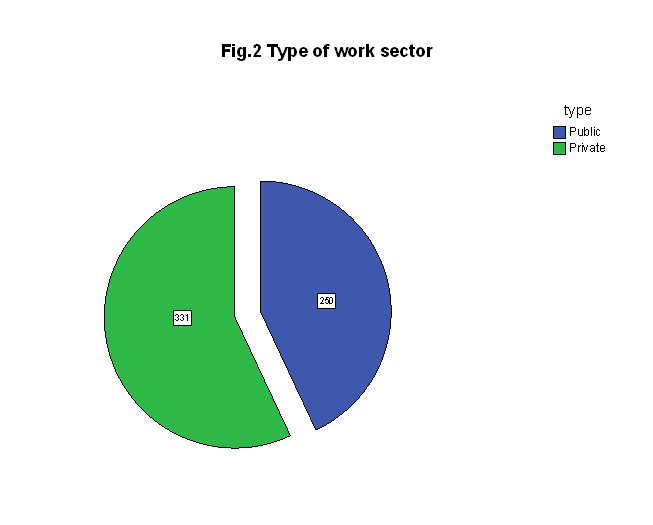 Fig.2 Type of work sector
type
Public
Private
250
331